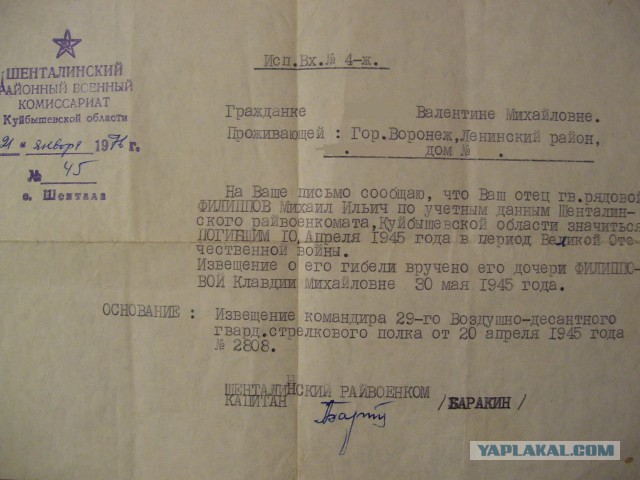 ШЕНТАЛИНСКИЙ
РАЙОННЫЙ ВОЕННЫЙ
КОМИССАРИАТ
Куйбышевской области
21 " января 1976 г.
№ 45
с. Шентала
Исп.Вх.№ 4-ж.
Гражданке Валентине Михайловне.
Проживающей : Гор.Воронеж,Ленинский район,
дом № .
На Ваше письмо сообщаю, что Ваш отец гв.рядовой
ФИЛИППОВ Михаил Ильич по учетным данным Шенталин-
ского райвоенкомата,Куйбышевской области значиться
ПОГИБШИМ 10,Апреля 1945 года в период Великой Оте-
чественной войны.
Извещение о его гибели вручено его дочери ФИЛИППО-
ВОЙ Клавдии Михайловне 30 мая 1945 года.
ОСНОВАНИЕ : Извещение командира 29-го Воздушно-десантного
гвард.стрелкового полка от 20 апреля 1945 года
№ 2808.
ШЕНТАЛИНСКИЙ РАЙВОЕНКОМ
КАПИТАН /БАРАКИН/
YAPLAKAL.COM